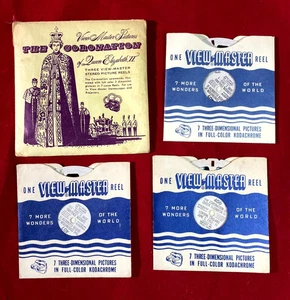 View-Master Pictures
THE CORONATION
of Queen Elizabeth II
THREE VIEW-MASTER
STEREO PICTURE REELS
ONE VIEW-MASTER REEL
7 MORE WONDERS
OF THE WORLD
7 THREE-DIMENSIONAL PICTURES
IN FULL-COLOR KODACHROME
ONE VIEW-MASTER REEL
7 MORE WONDERS
OF THE WORLD
7 THREE-DIMENSIONAL PICTURES
IN FULL-COLOR KODACHROME
ONE VIEW-MASTER REEL
7 MORE WONDERS
OF THE WORLD
7 THREE-DIMENSIONAL PICTURES
IN FULL-COLOR KODACHROME